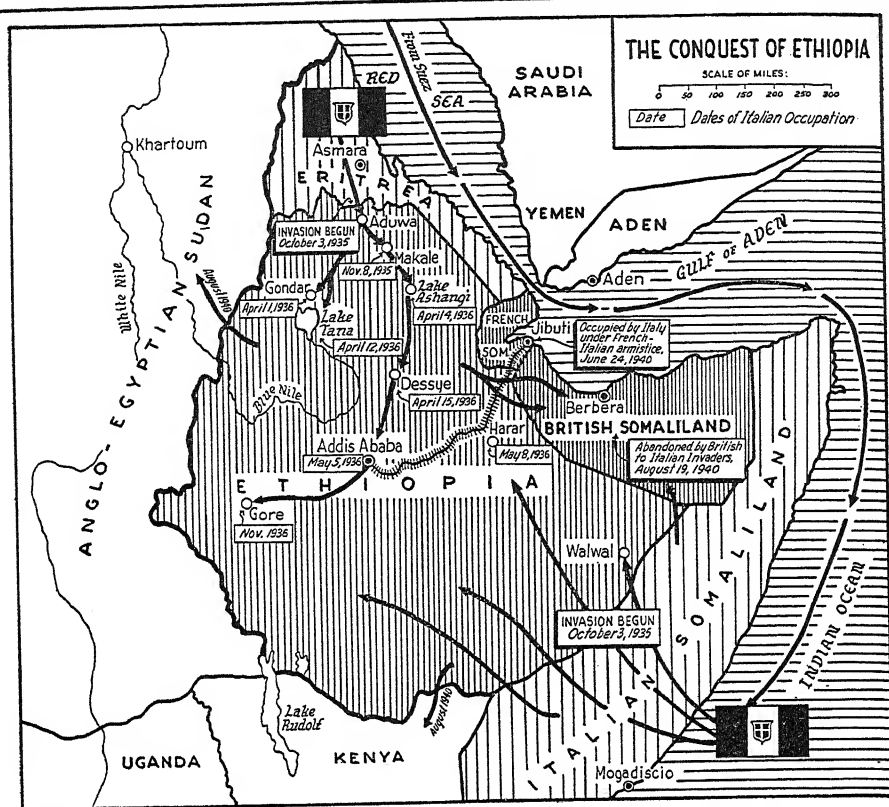 THE CONQUEST OF ETHIOPIA
SCALE OF MILES:
0 50 100 150 200 250 300
Date Dates of Italian Occupation
From Suez
RED
SEA
SAUDI
ARABIA
Khartoum
Asmara
ERITREA
YEMEN
ADEN
Aden
GULF OF ADEN
ANGLO-EGYPTIAN SUDAN
White Nile
August 1940
INVASION BEGUN
October 3, 1935
Aduwa
Makale
Nov. 8, 1935
Gondar
April 1, 1936
Lake
Ashangi
April 4, 1936
Lake
Tana
April 12, 1936
FRENCH
SOM.
Jibuti
Occupied by Italy
under French-
Italian armistice,
June 24, 1940
Blue Nile
Dessye
April 15, 1936
Berbera
BRITISH SOMALILAND
Abandoned by British
to Italian Invaders,
August 19, 1940
Addis Ababa
May 5, 1936
Harar
May 8, 1936
ETHIOPIA
Gore
Nov. 1936
Walwal
INVASION BEGUN
October 3, 1935
ITALIAN SOMALILAND
INDIAN OCEAN
Lake
Rudolf
August 1940
UGANDA
KENYA
Mogadiscio